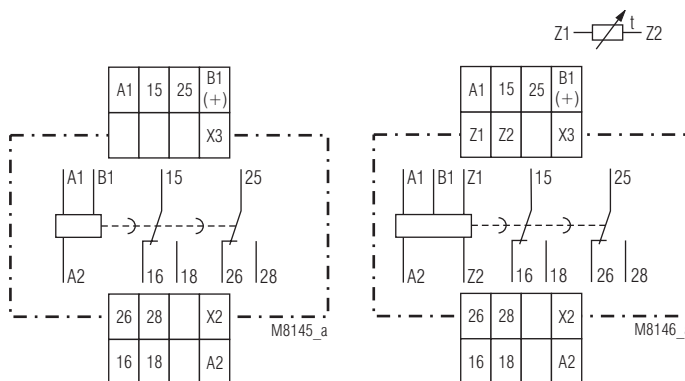 Z1 t Z2
A1 15 25 B1 (+)
X3
A1 B1 15 25
A2 16 18 26 28
26 28 X2
M8145_a
16 18 A2
A1 15 25 B1 (+)
Z1 Z2 X3
A1 B1 Z1 15 25
A2 Z2 16 18 26 28
26 28 X2
M8146_
16 18 A2